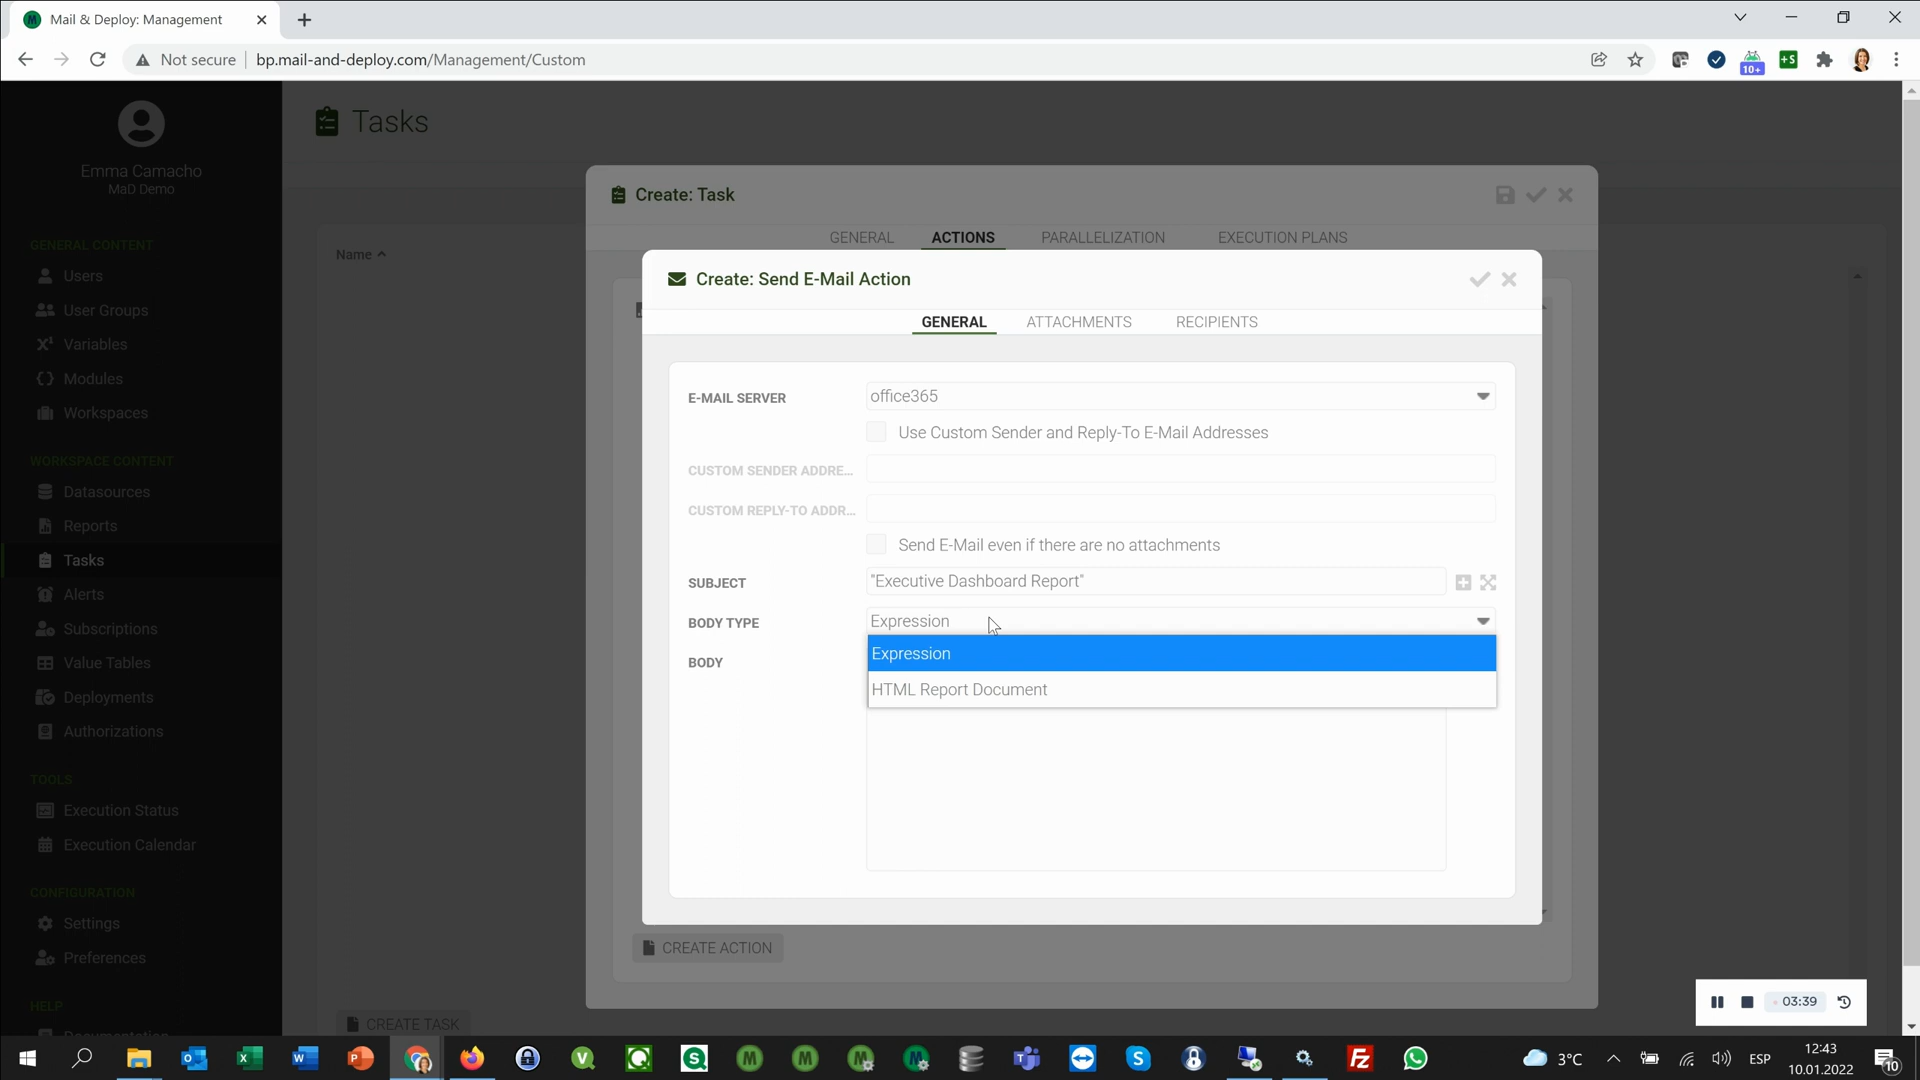 Mail & Deploy: Management
Not secure
bp.mail-and-deploy.com/Management/Custom
10+
+S
Emma Camacho
MaD Demo
GENERAL CONTENT
Users
User Groups
Variables
Modules
Workspaces
WORKSPACE CONTENT
Datasources
Reports
Tasks
Alerts
Subscriptions
Value Tables
Deployments
Authorizations
TOOLS
Execution Status
Execution Calendar
CONFIGURATION
Settings
Preferences
HELP
Documentation
Tasks
Name
CREATE TASK
Create: Task
GENERAL
ACTIONS
PARALLELIZATION
EXECUTION PLANS
CREATE ACTION
Create: Send E-Mail Action
GENERAL
ATTACHMENTS
RECIPIENTS
E-MAIL SERVER
office365
Use Custom Sender and Reply-To E-Mail Addresses
CUSTOM SENDER ADDRE...
CUSTOM REPLY-TO ADDR...
Send E-Mail even if there are no attachments
SUBJECT
"Executive Dashboard Report"
BODY TYPE
Expression
Expression
HTML Report Document
BODY
03:39
3°C
ESP
12:43
10.01.2022
10